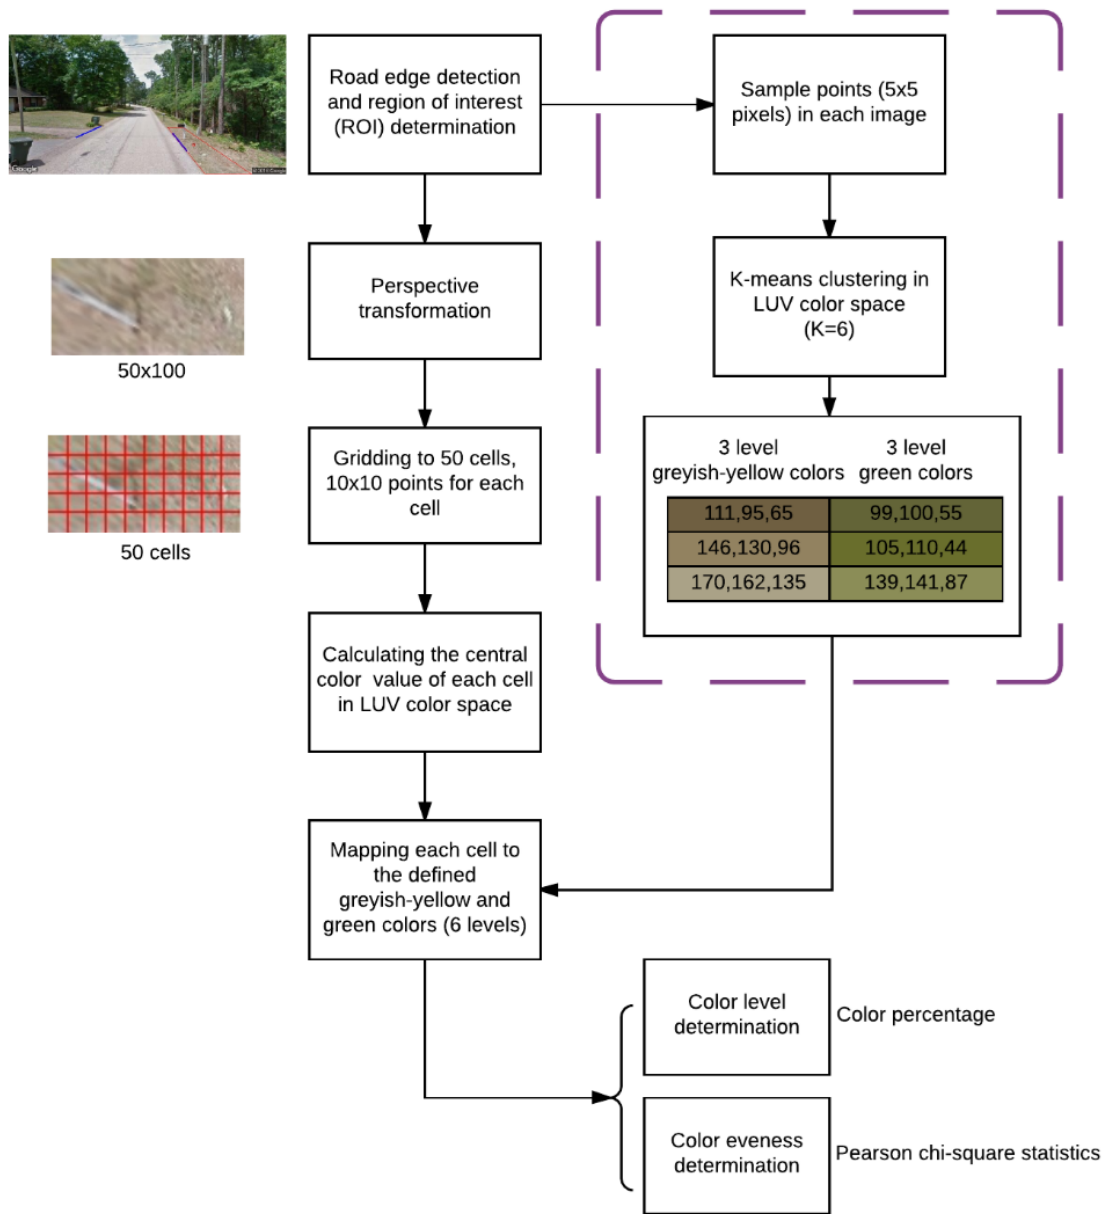 Road edge detection
and region of interest
(ROI) determination
Sample points (5x5
pixels) in each image
Google
Perspective
transformation
K-means clustering in
LUV color space
(K=6)
50x100
Gridding to 50 cells,
10x10 points for each
cell
3 level
greyish-yellow colors
3 level
green colors
111,95,65
99,100,55
146,130,96
105,110,44
170,162,135
139,141,87
50 cells
Calculating the central
color value of each cell
in LUV color space
Mapping each cell to
the defined
greyish-yellow and
green colors (6 levels)
Color level
determination
Color percentage
Color eveness
determination
Pearson chi-square statistics